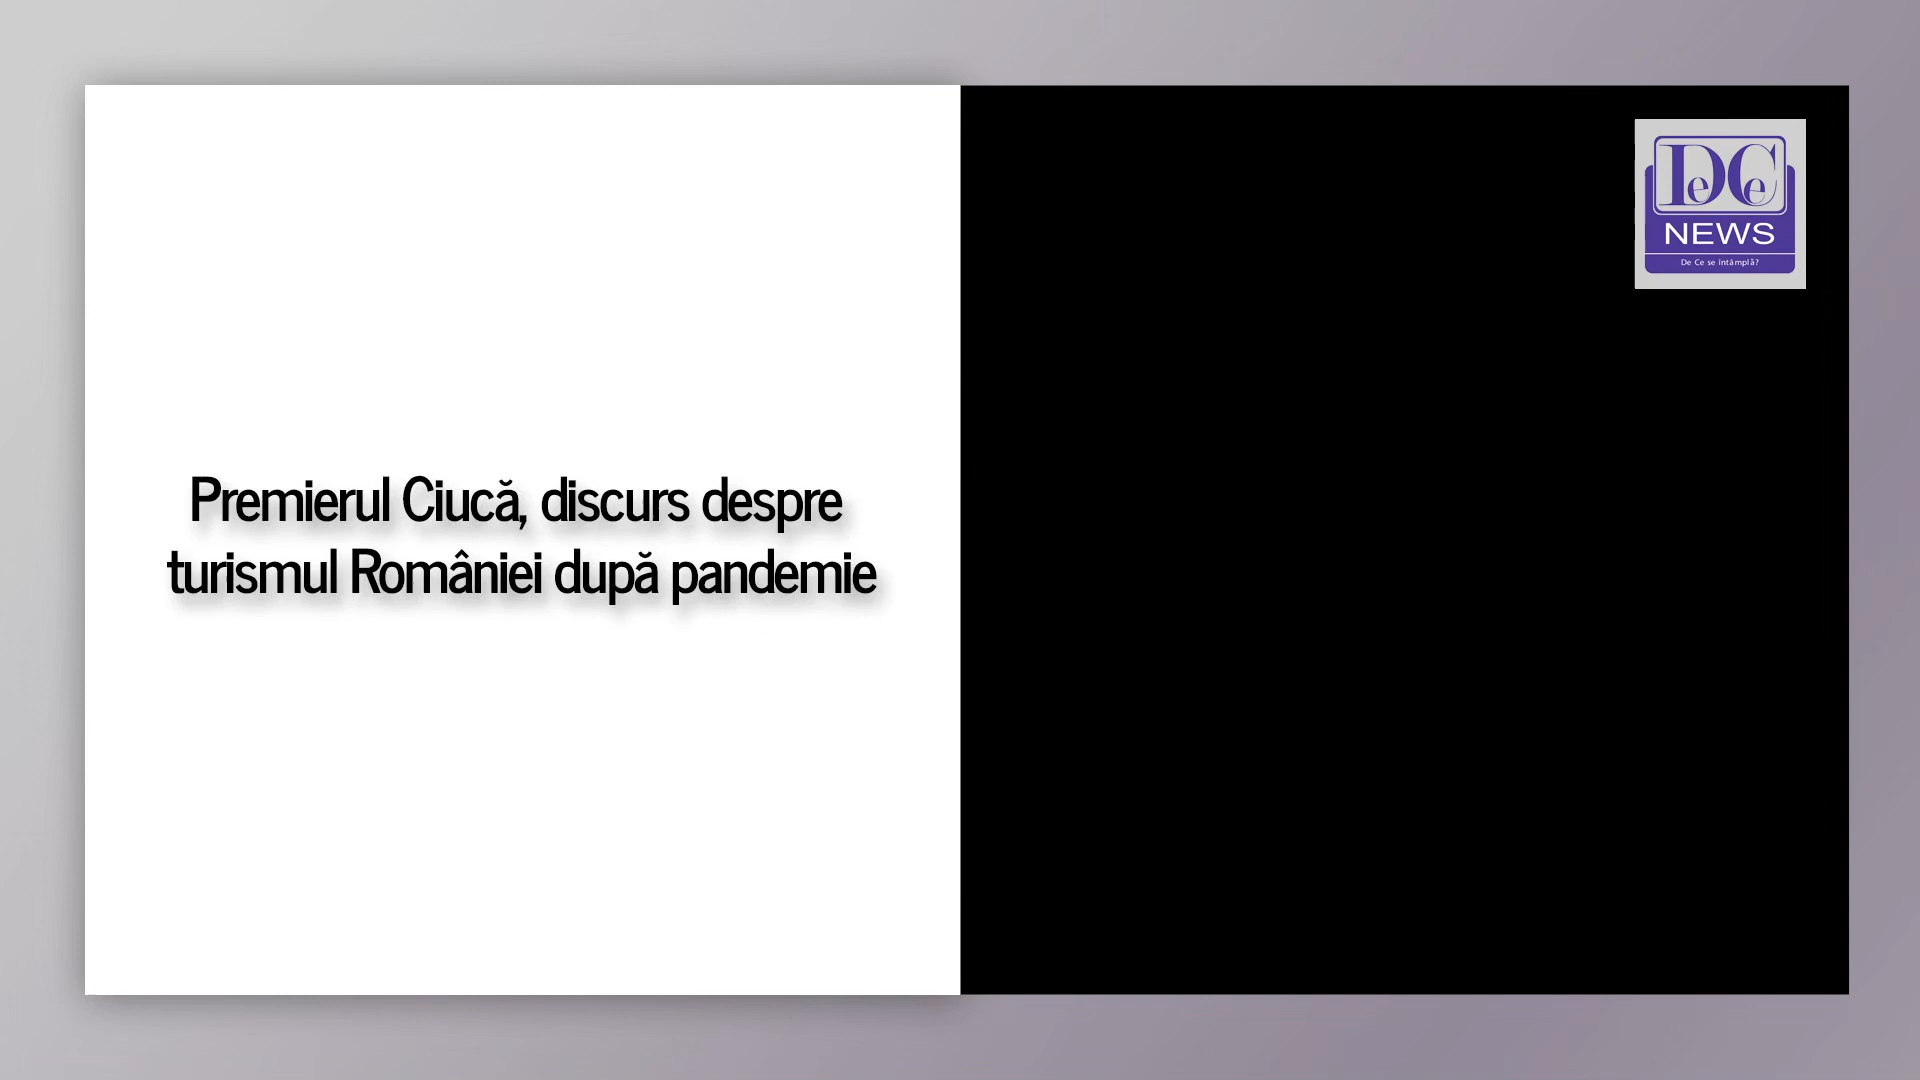 Premierul Ciucă, discurs despre
turismul României după pandemie
DeCe
NEWS
De Ce se întâmplă?